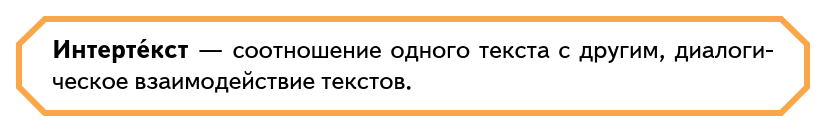 Интерте́кст — соотношение одного текста с другим, диалоги-
ческое взаимодействие текстов.